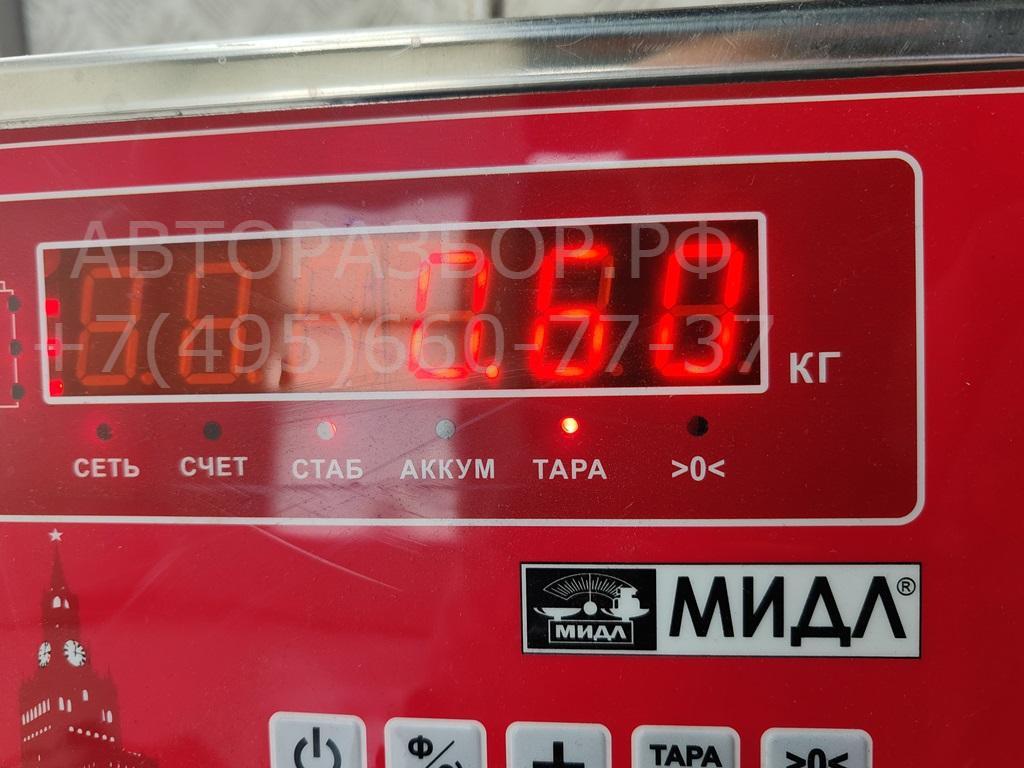 АВТОРАЗБОР.РФ
+7(495)660-77-37
0.60 КГ
СЕТЬ СЧЕТ СТАБ АККУМ ТАРА >0<
МИДЛ МИДЛ®
Ф/ + ТАРА >0<